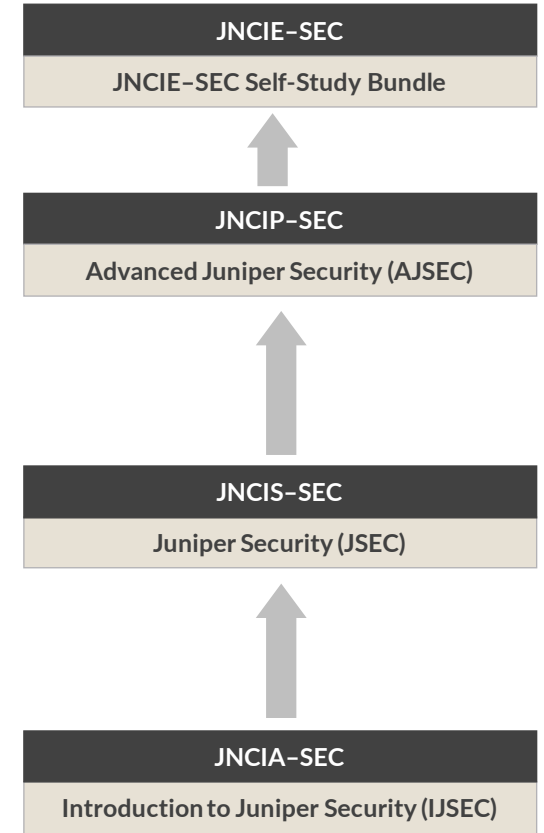 JNCIE–SEC
JNCIE–SEC Self-Study Bundle
JNCIP–SEC
Advanced Juniper Security (AJSEC)
JNCIS–SEC
Juniper Security (JSEC)
JNCIA–SEC
Introduction to Juniper Security (IJSEC)